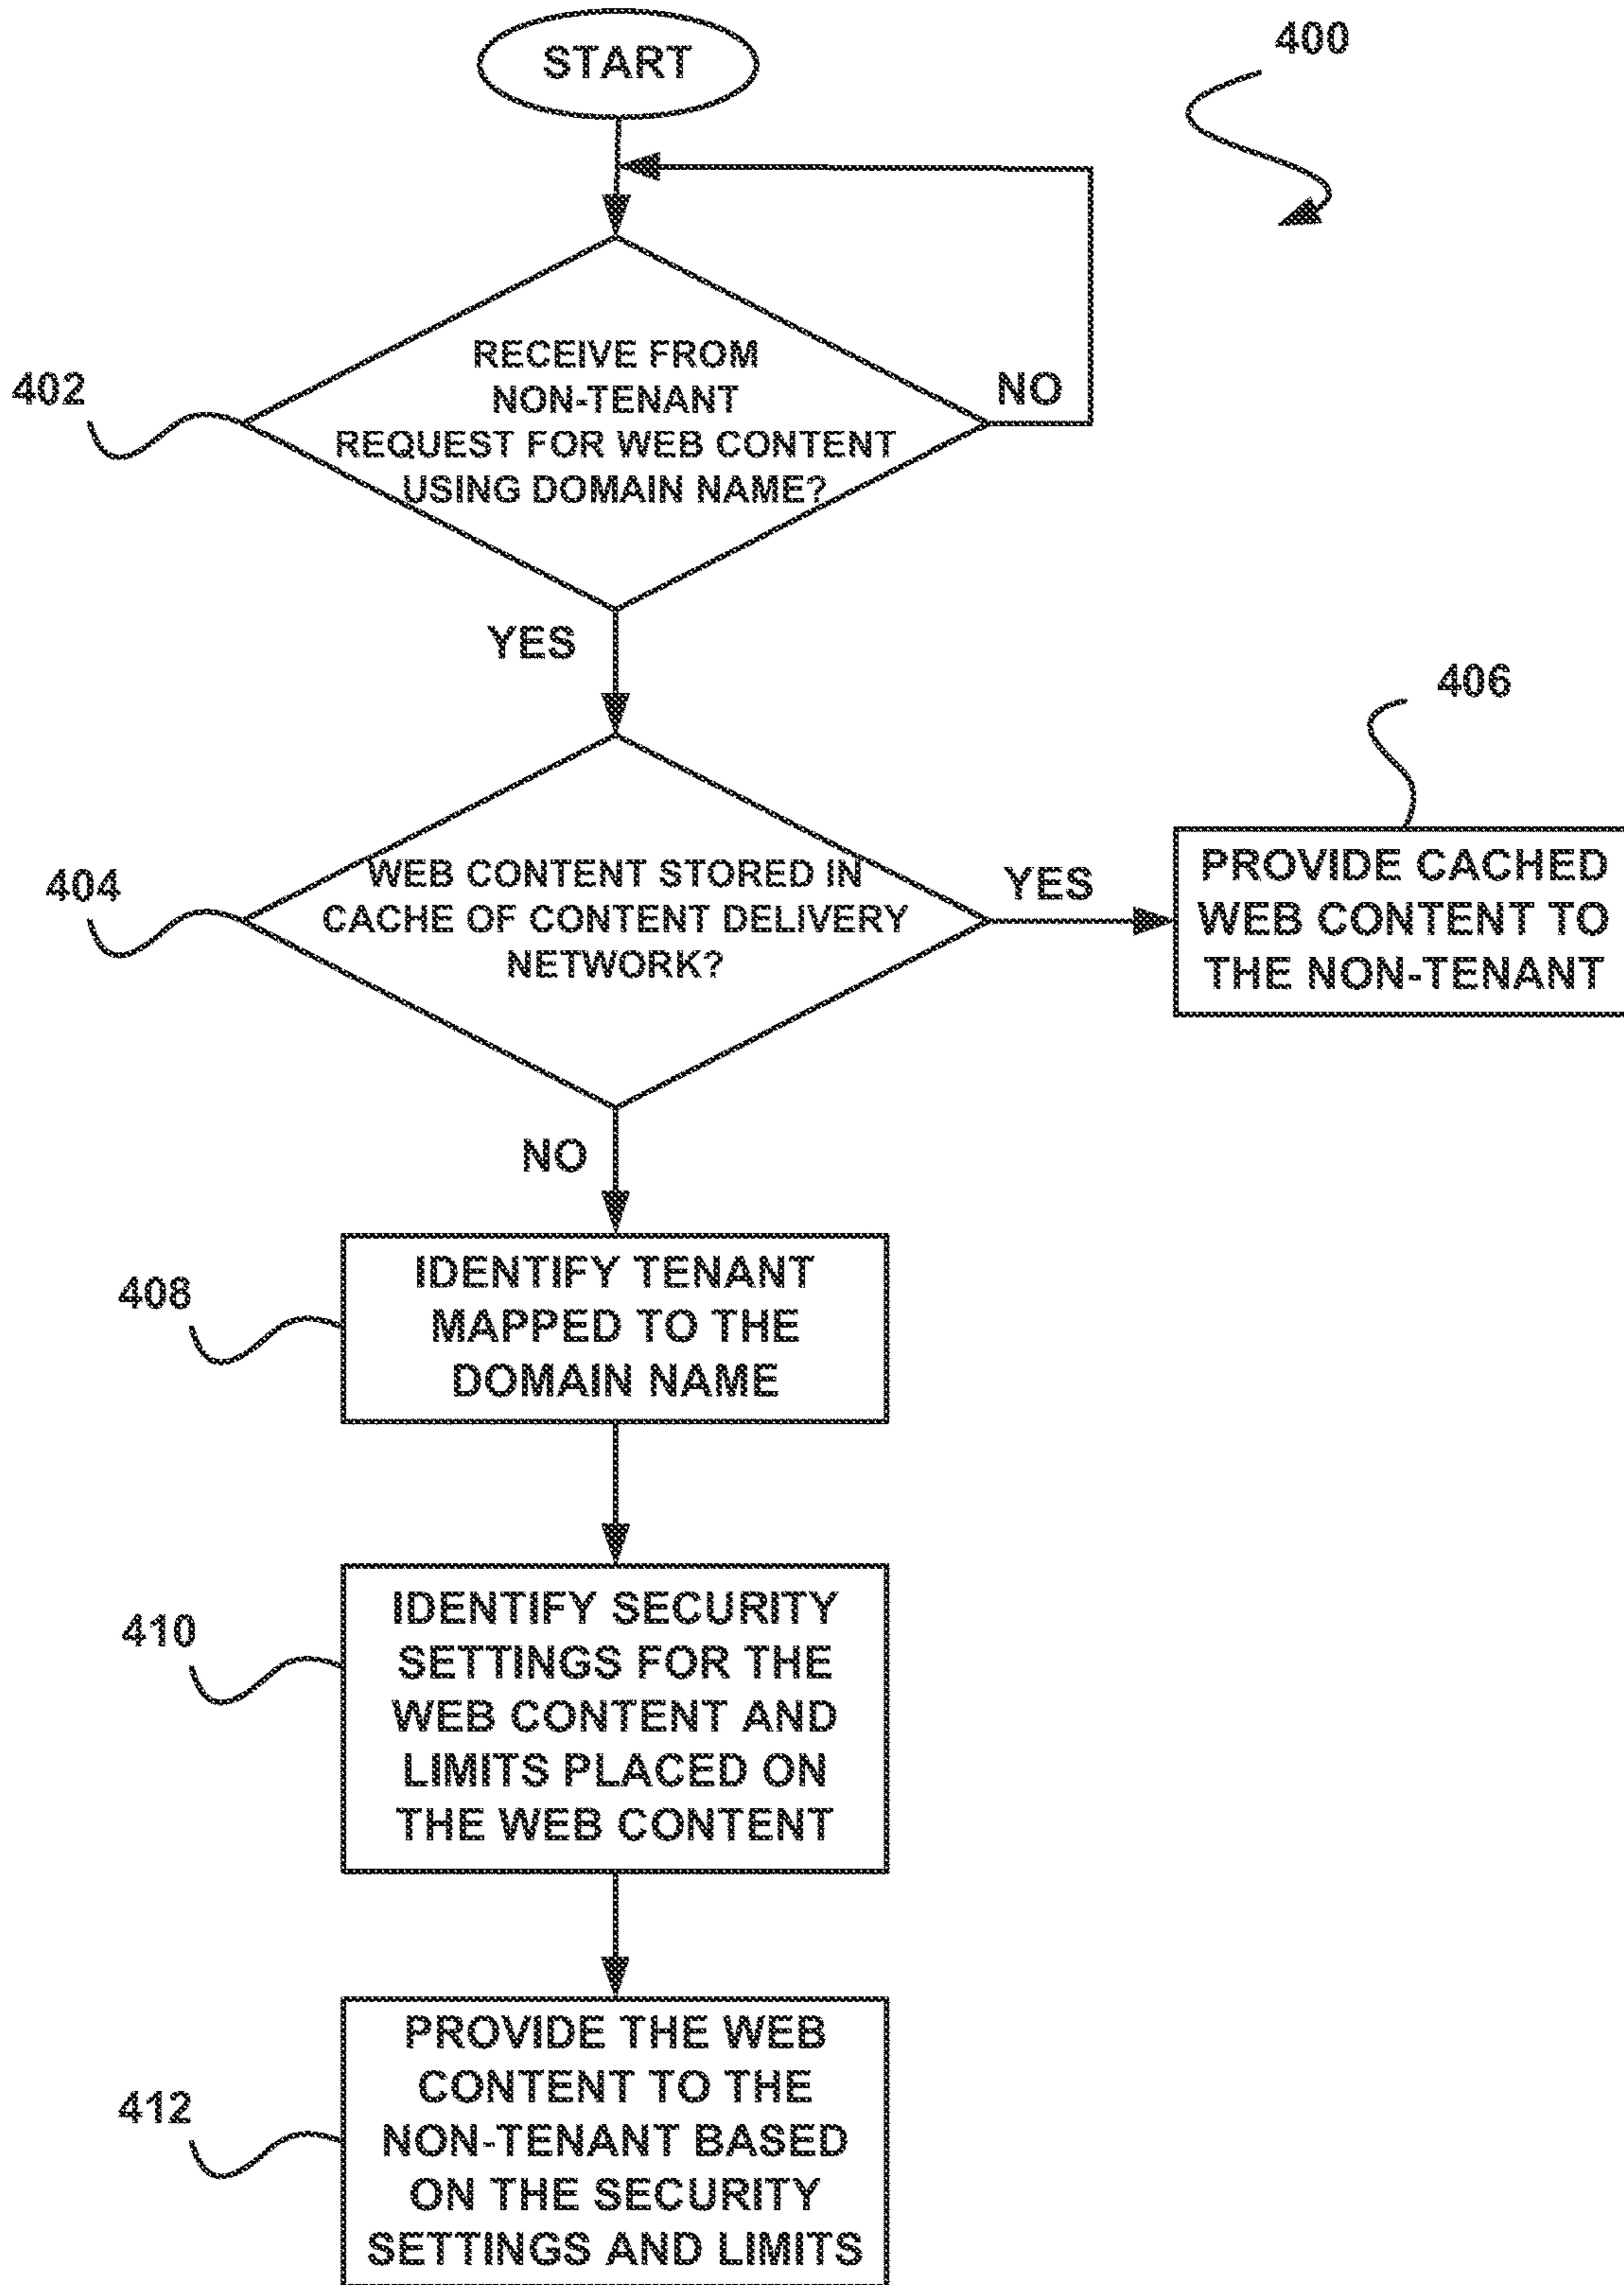 START
400
RECEIVE FROM
NON-TENANT
REQUEST FOR WEB CONTENT
USING DOMAIN NAME?
402
NO
YES
406
WEB CONTENT STORED IN
CACHE OF CONTENT DELIVERY
NETWORK?
404
YES
PROVIDE CACHED
WEB CONTENT TO
THE NON-TENANT
NO
408
IDENTIFY TENANT
MAPPED TO THE
DOMAIN NAME
410
IDENTIFY SECURITY
SETTINGS FOR THE
WEB CONTENT AND
LIMITS PLACED ON
THE WEB CONTENT
412
PROVIDE THE WEB
CONTENT TO THE
NON-TENANT BASED
ON THE SECURITY
SETTINGS AND LIMITS